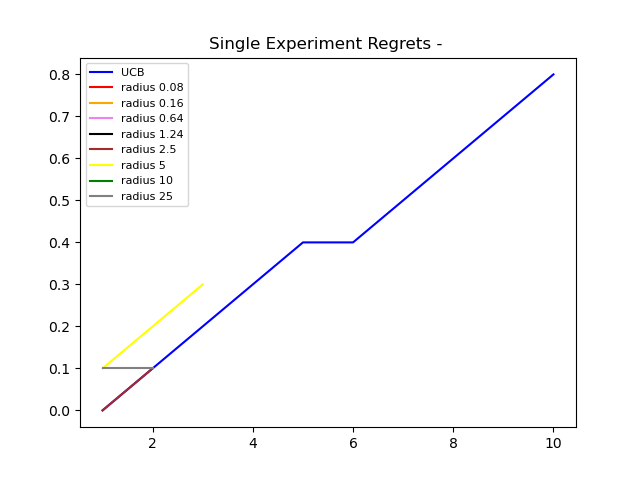 Single Experiment Regrets -
UCB
radius 0.08
radius 0.16
radius 0.64
radius 1.24
radius 2.5
radius 5
radius 10
radius 25
0.8
0.7
0.6
0.5
0.4
0.3
0.2
0.1
0.0
2 4 6 8 10